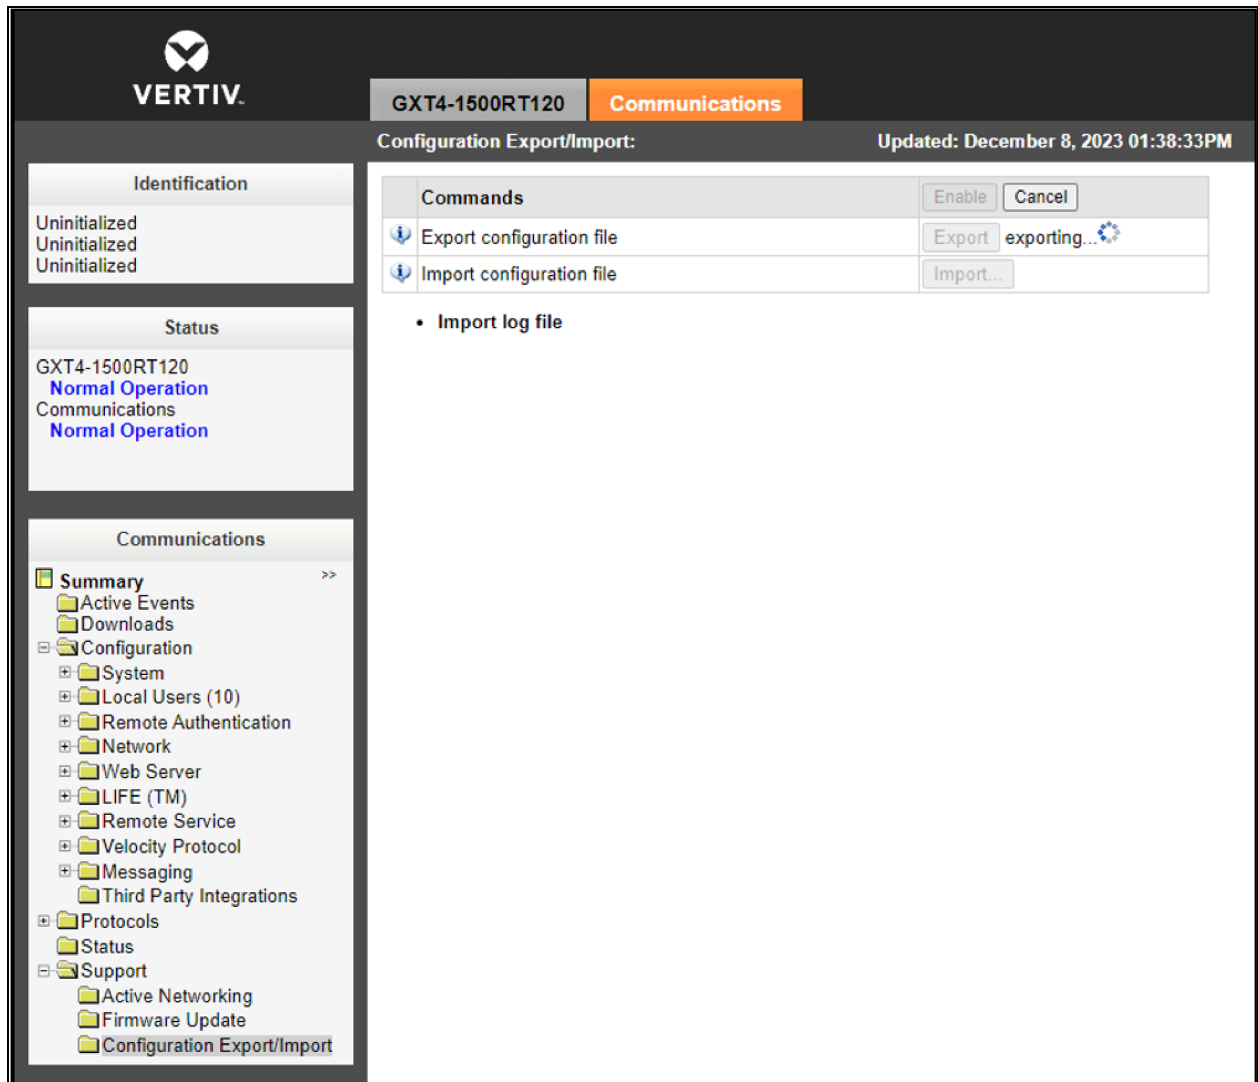 VERTIV™
GXT4-1500RT120 Communications
Configuration Export/Import: Updated: December 8, 2023 01:38:33PM
Identification
Uninitialized
Uninitialized
Uninitialized
Status
GXT4-1500RT120
Normal Operation
Communications
Normal Operation
Communications
Summary >>
Active Events
Downloads
Configuration
System
Local Users (10)
Remote Authentication
Network
Web Server
LIFE (TM)
Remote Service
Velocity Protocol
Messaging
Third Party Integrations
Protocols
Status
Support
Active Networking
Firmware Update
Configuration Export/Import
Commands Enable Cancel
Export configuration file Export exporting...
Import configuration file Import...
• Import log file